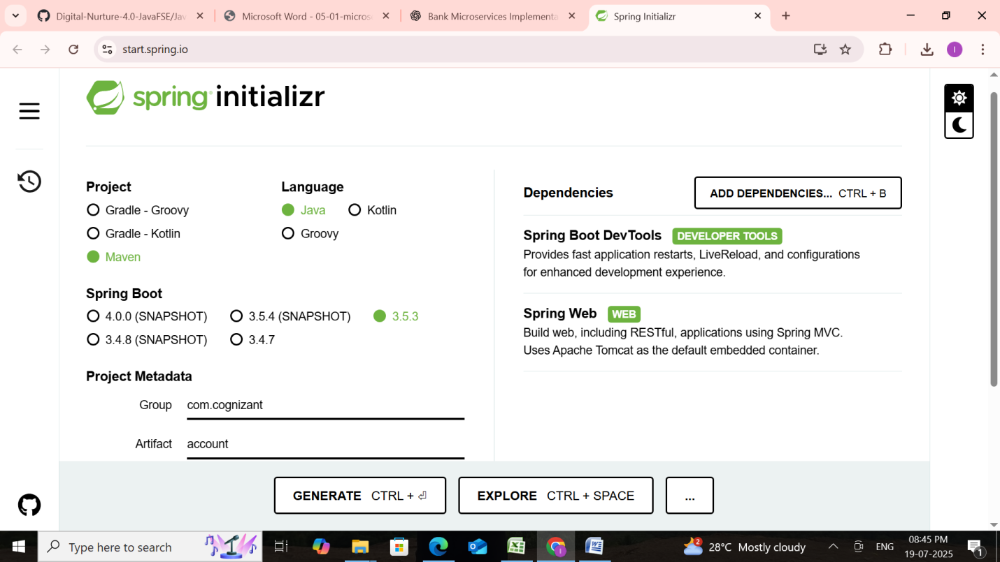 Digital-Nurture-4.0-JavaFSE/Jav
Microsoft Word - 05-01-micros
Bank Microservices Implementa
Spring Initializr
start.spring.io
I
spring initializr
Project
Gradle - Groovy
Gradle - Kotlin
Maven
Language
Java
Kotlin
Groovy
Spring Boot
4.0.0 (SNAPSHOT)
3.5.4 (SNAPSHOT)
3.5.3
3.4.8 (SNAPSHOT)
3.4.7
Project Metadata
Group
com.cognizant
Artifact
account
Dependencies
ADD DEPENDENCIES... CTRL + B
Spring Boot DevTools DEVELOPER TOOLS
Provides fast application restarts, LiveReload, and configurations
for enhanced development experience.
Spring Web WEB
Build web, including RESTful, applications using Spring MVC.
Uses Apache Tomcat as the default embedded container.
GENERATE CTRL + ⏎
EXPLORE CTRL + SPACE
...
Type here to search
2
28°C Mostly cloudy
ENG
08:45 PM
19-07-2025
1